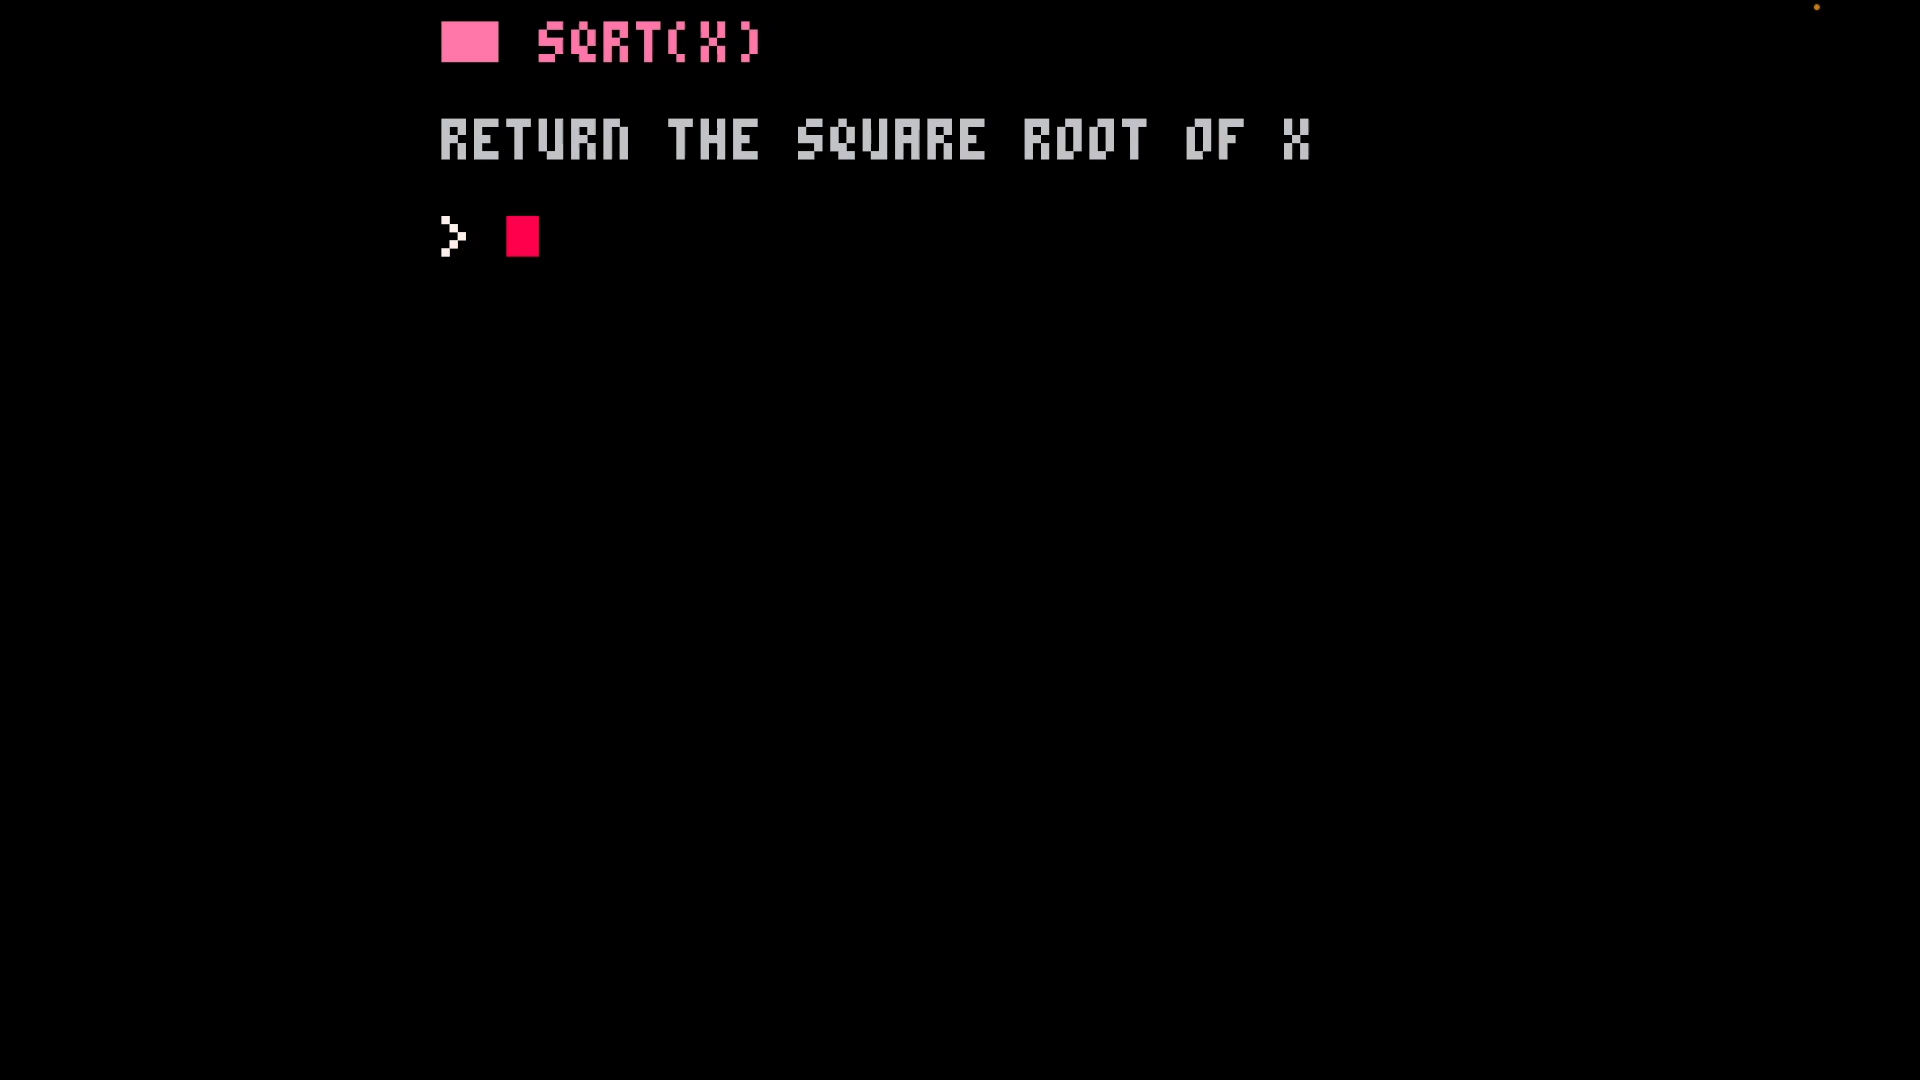 ██ SQRT(X)
RETURN THE SQUARE ROOT OF X
>